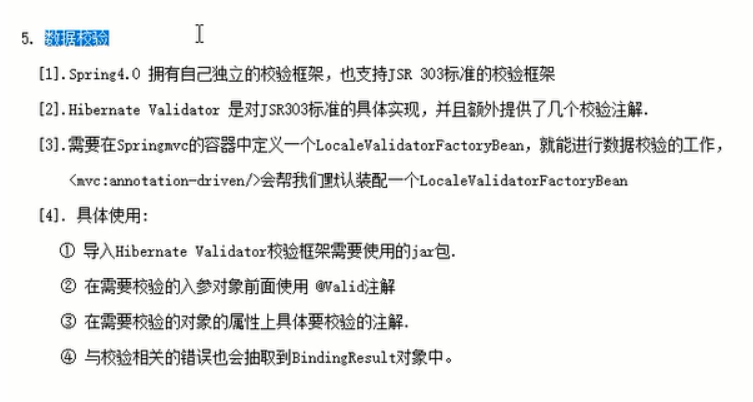 5. 数据校验
[1].Spring4.0 拥有自己独立的校验框架，也支持JSR 303标准的校验框架
[2].Hibernate Validator 是对JSR303标准的具体实现，并且额外提供了几个校验注解.
[3].需要在Springmvc的容器中定义一个LocaleValidatorFactoryBean，就能进行数据校验的工作，
<mvc:annotation-driven/>会帮我们默认装配一个LocaleValidatorFactoryBean
[4]. 具体使用:
① 导入Hibernate Validator校验框架需要使用的jar包.
② 在需要校验的入参对象前面使用 @Valid注解
③ 在需要校验的对象的属性上具体要校验的注解.
④ 与校验相关的错误也会抽取到BindingResult对象中。